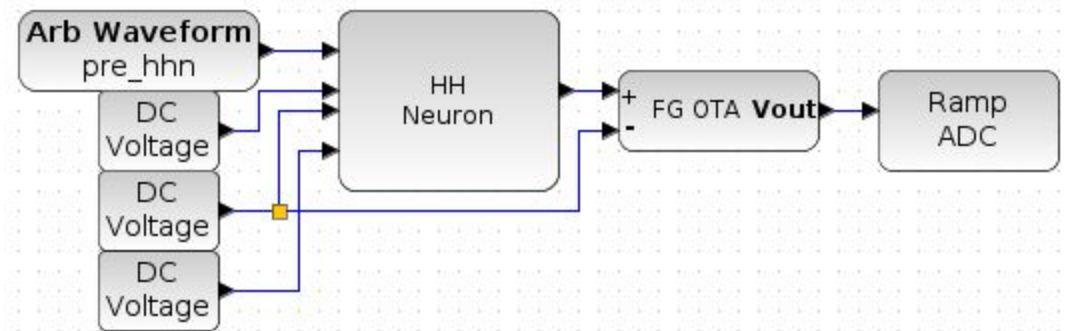 Arb Waveform
pre_hhn
DC
Voltage
DC
Voltage
DC
Voltage
HH
Neuron
+
-
FG OTA Vout
Ramp
ADC